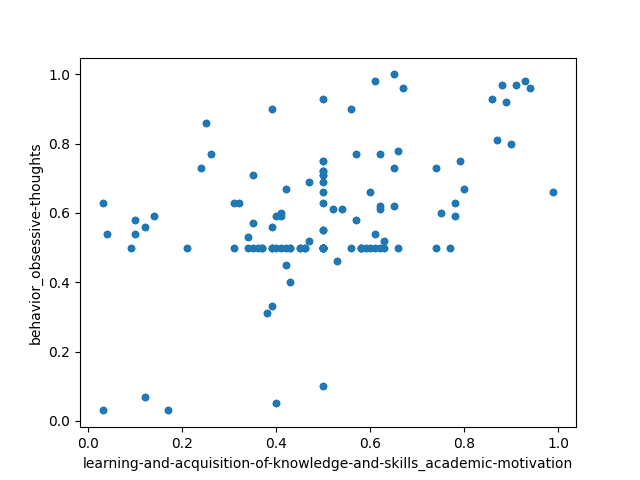 1.0
0.8
0.6
0.4
0.2
0.0
behavior_obsessive-thoughts
0.0 0.2 0.4 0.6 0.8 1.0
learning-and-acquisition-of-knowledge-and-skills_academic-motivation